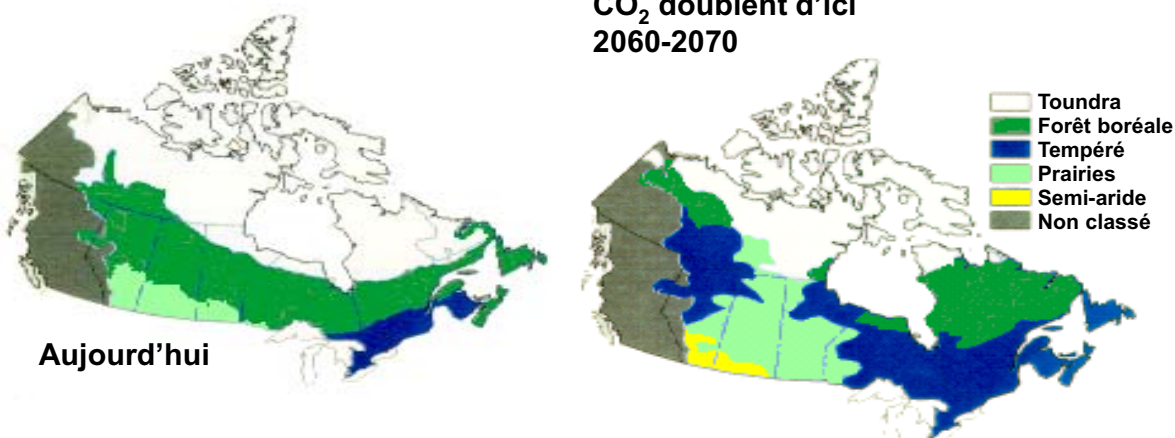 CO₂ doublent d'ici
2060-2070
Toundra
Forêt boréale
Tempéré
Prairies
Semi-aride
Non classé
Aujourd’hui